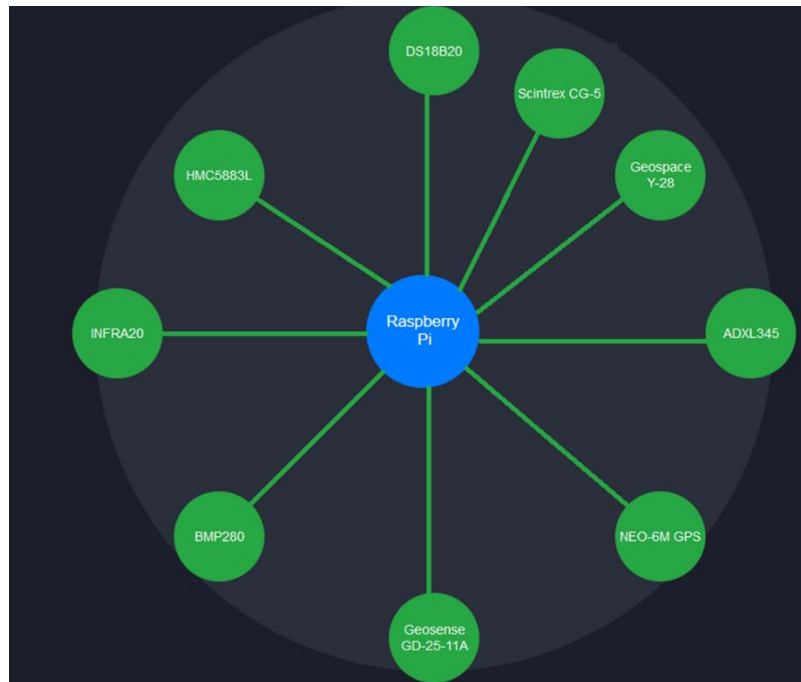 DS18B20
Scintrex CG-5
HMC5883L
Geospace
Y-28
INFRA20
Raspberry
Pi
ADXL345
BMP280
NEO-6M GPS
Geosense
GD-25-11A